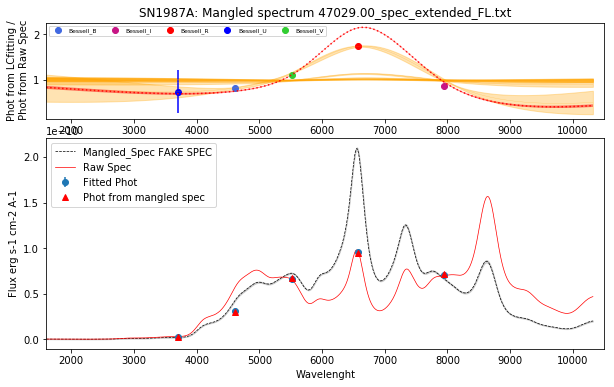 SN1987A: Mangled spectrum 47029.00_spec_extended_FL.txt
Phot from LCfitting /
Phot from Raw Spec
2
1
Bessell_B
Bessell_I
Bessell_R
Bessell_U
Bessell_V
2000 3000 4000 5000 6000 7000 8000 9000 10000
Flux erg s-1 cm-2 A-1
2.0
1.5
1.0
0.5
0.0
Mangled_Spec FAKE SPEC
Raw Spec
Fitted Phot
Phot from mangled spec
2000 3000 4000 5000 6000 7000 8000 9000 10000
Wavelenght